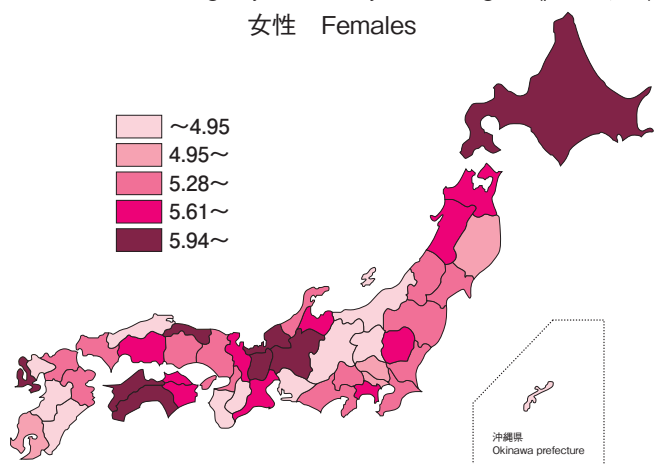 女性 Females
～4.95
4.95～
5.28～
5.61～
5.94～
沖縄県
Okinawa prefecture